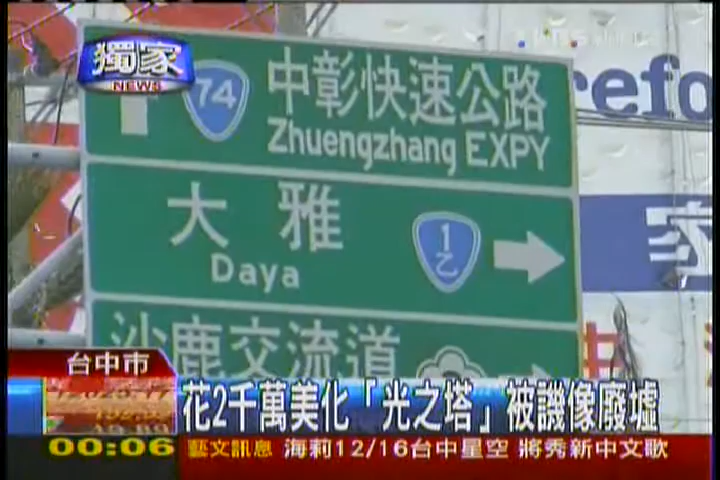 獨家
NEWS
74
中彰快速公路
Zhuengzhang EXPY
refo
大雅
Daya
1
乙
沙鹿交流道
台中市
花2千萬美化「光之塔」被譏像廢墟
00:06
藝文訊息 海莉12/16台中星空 將秀新中文歌